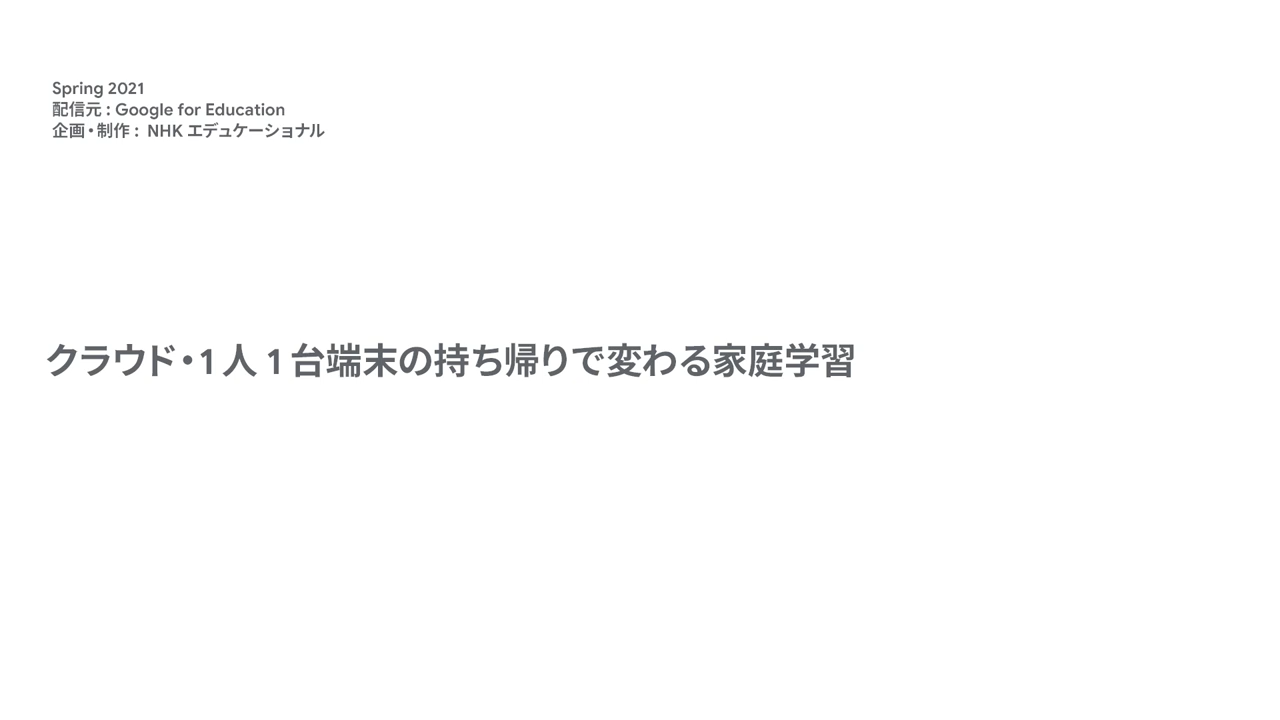 Spring 2021
配信元 : Google for Education
企画・制作 : NHK エデュケーショナル
クラウド・1 人 1 台端末の持ち帰りで変わる家庭学習